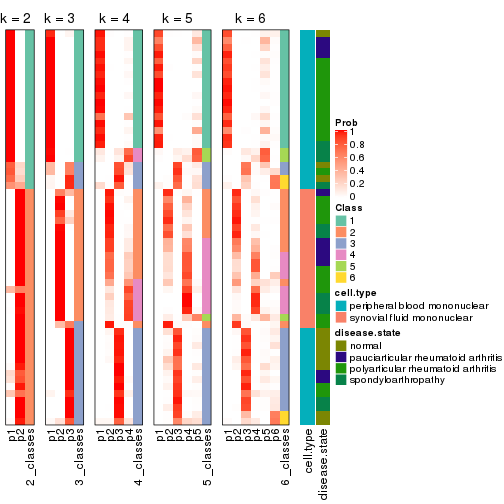 k = 2 k = 3 k = 4 k = 5 k = 6
Prob
1
0.8
0.6
0.4
0.2
0
Class
1
2
3
4
5
6
cell.type
peripheral blood mononuclear
synovial fluid mononuclear
disease.state
normal
pauciarticular rheumatoid arthritis
polyarticular rheumatoid arthritis
spondyloarthropathy
p1
p2
2_classes
p1
p2
p3
3_classes
p1
p2
p3
p4
4_classes
p1
p2
p3
p4
p5
5_classes
p1
p2
p3
p4
p5
p6
6_classes
cell.type
disease.state